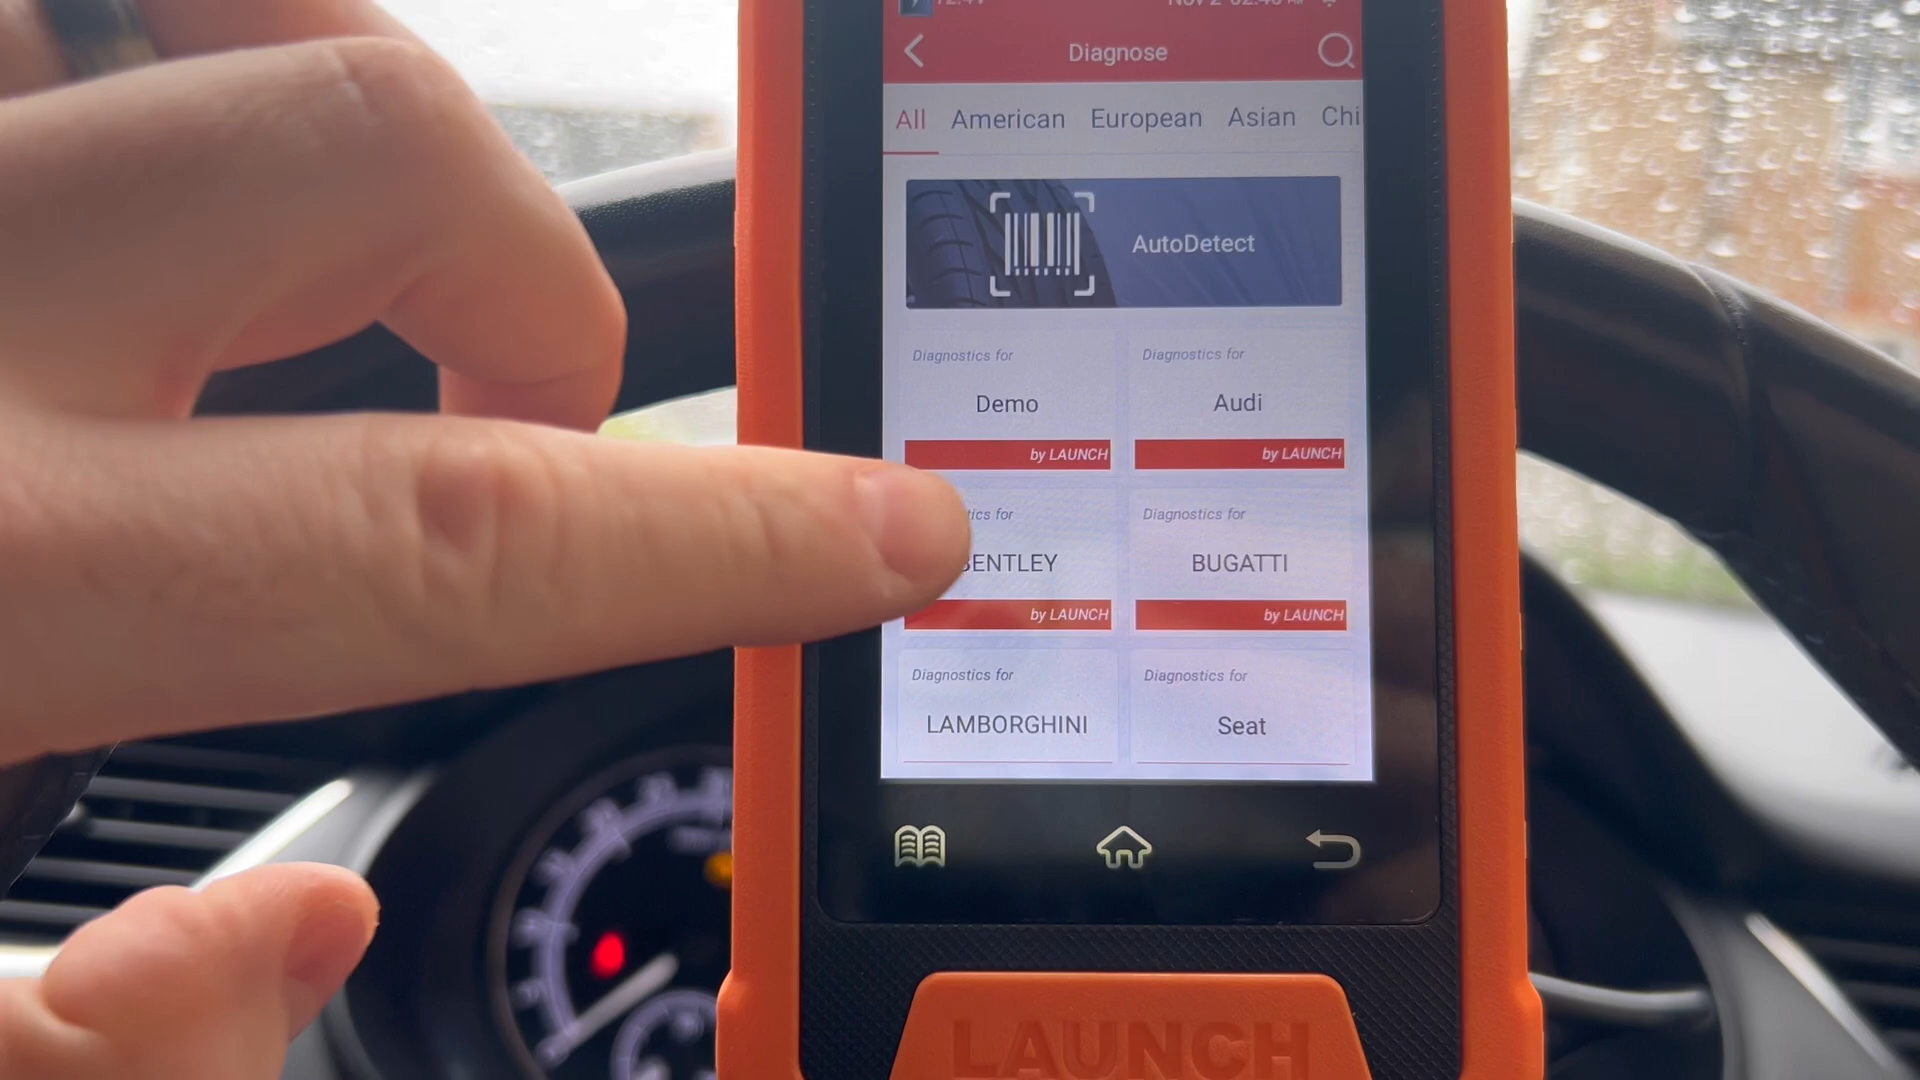 Diagnose
All American European Asian Chi
AutoDetect
Diagnostics for Diagnostics for
Demo Audi
by LAUNCH by LAUNCH
tics for Diagnostics for
BENTLEY BUGATTI
by LAUNCH by LAUNCH
Diagnostics for Diagnostics for
LAMBORGHINI Seat
LAUNCH